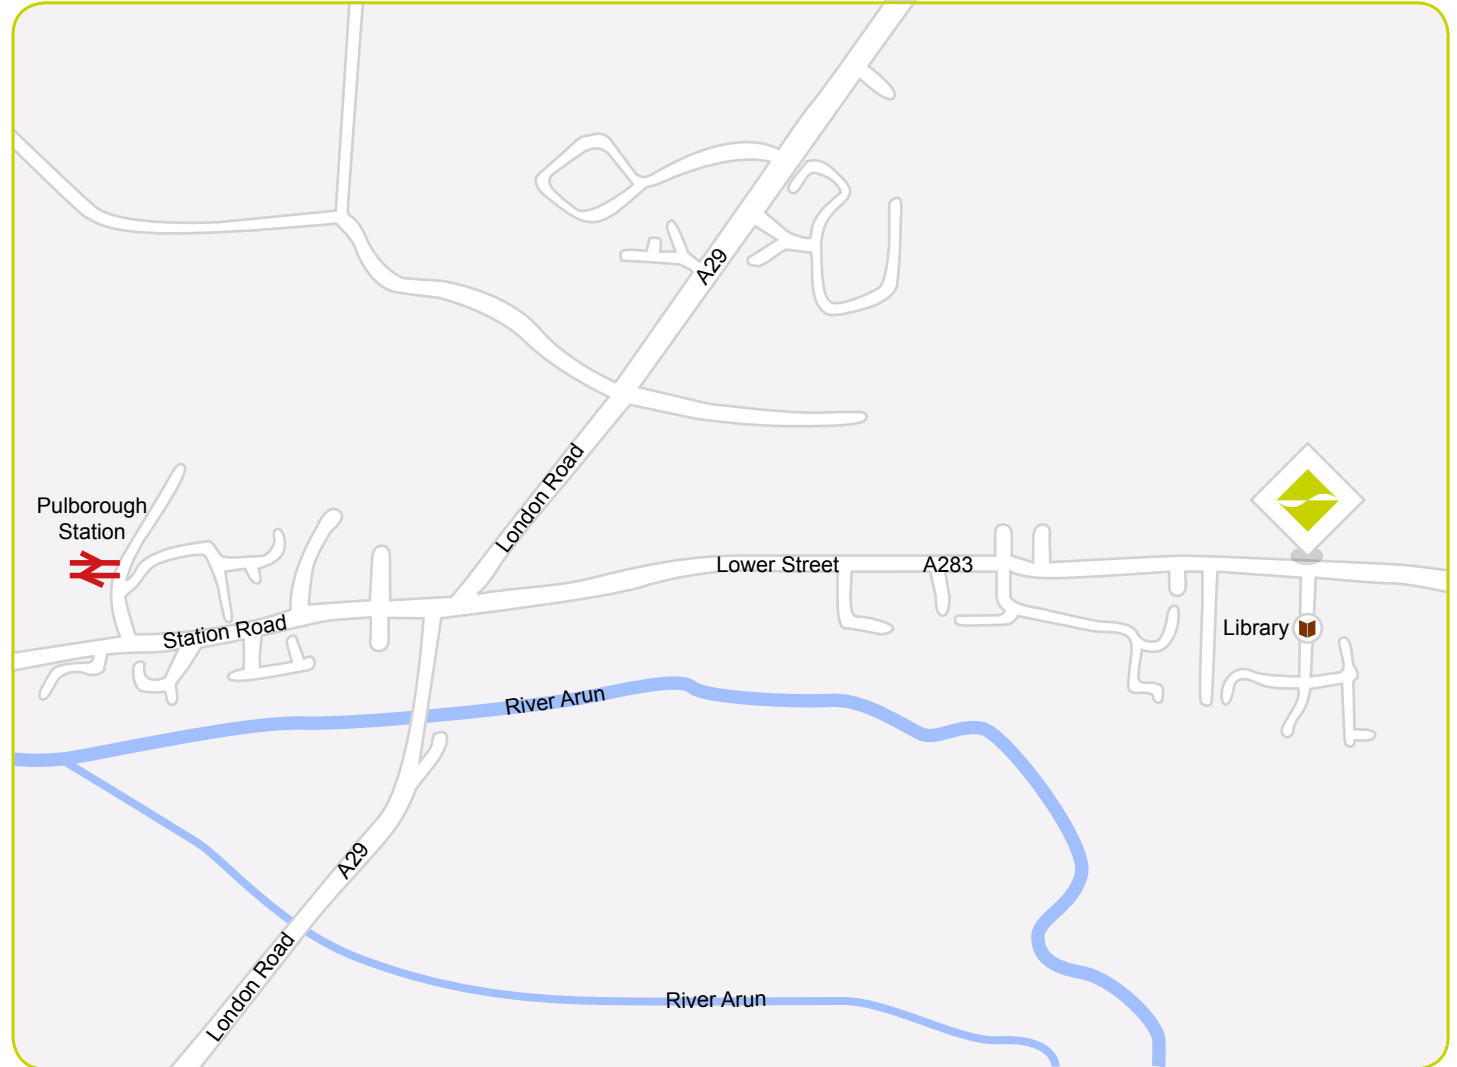 A29
London Road
Pulborough
Station
Lower Street
A283
Station Road
Library
River Arun
A29
London Road
River Arun